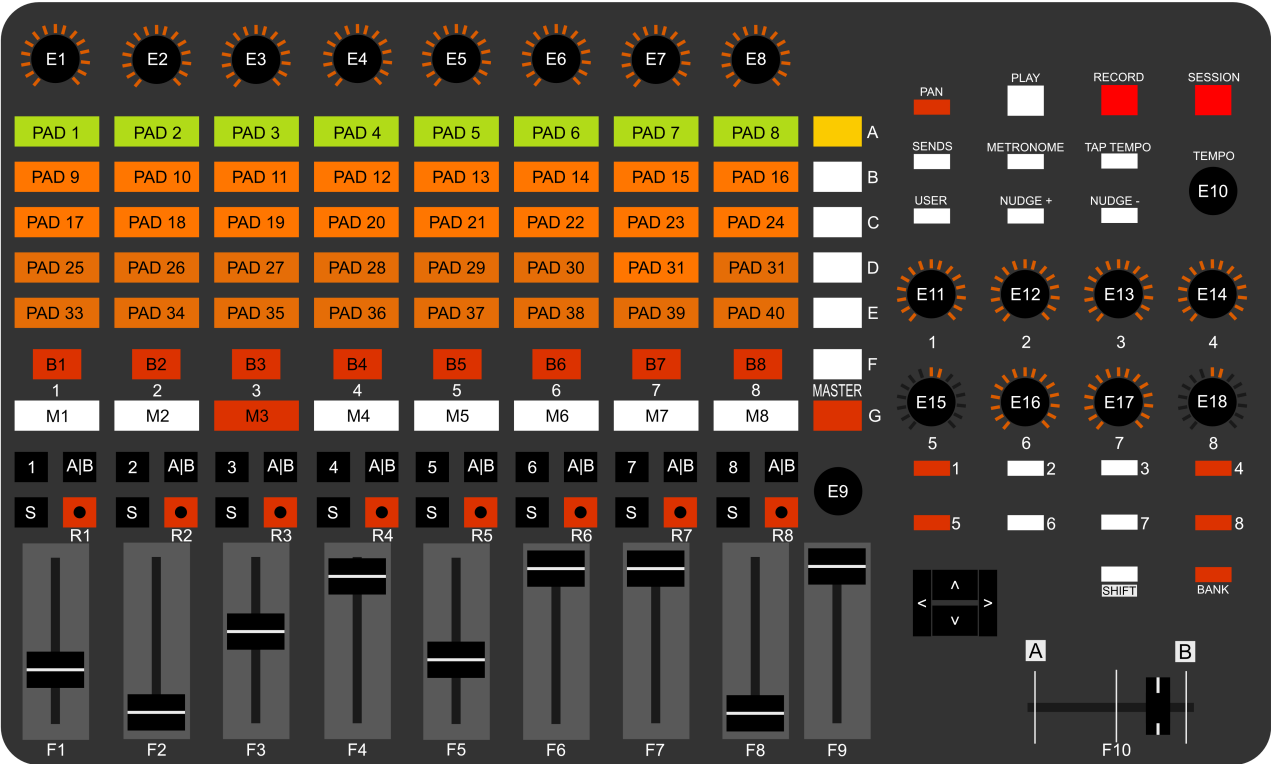 E1 E2 E3 E4 E5 E6 E7 E8
PLAY RECORD SESSION
PAN
PAD 1 PAD 2 PAD 3 PAD 4 PAD 5 PAD 6 PAD 7 PAD 8 A
SENDS METRONOME TAP TEMPO TEMPO
PAD 9 PAD 10 PAD 11 PAD 12 PAD 13 PAD 14 PAD 15 PAD 16 B
E10
USER NUDGE + NUDGE -
PAD 17 PAD 18 PAD 19 PAD 20 PAD 21 PAD 22 PAD 23 PAD 24 C
PAD 25 PAD 26 PAD 27 PAD 28 PAD 29 PAD 30 PAD 31 PAD 31 D
E11 E12 E13 E14
PAD 33 PAD 34 PAD 35 PAD 36 PAD 37 PAD 38 PAD 39 PAD 40 E
1 2 3 4
B1 B2 B3 B4 B5 B6 B7 B8 F
1 2 3 4 5 6 7 8 MASTER
E15 E16 E17 E18
M1 M2 M3 M4 M5 M6 M7 M8 G
5 6 7 8
1 A|B 2 A|B 3 A|B 4 A|B 5 A|B 6 A|B 7 A|B 8 A|B
1 2 3 4
E9
S S S S S S S S
5 6 7 8
R1 R2 R3 R4 R5 R6 R7 R8
SHIFT BANK
< ^ v >
A B
F1 F2 F3 F4 F5 F6 F7 F8 F9 F10